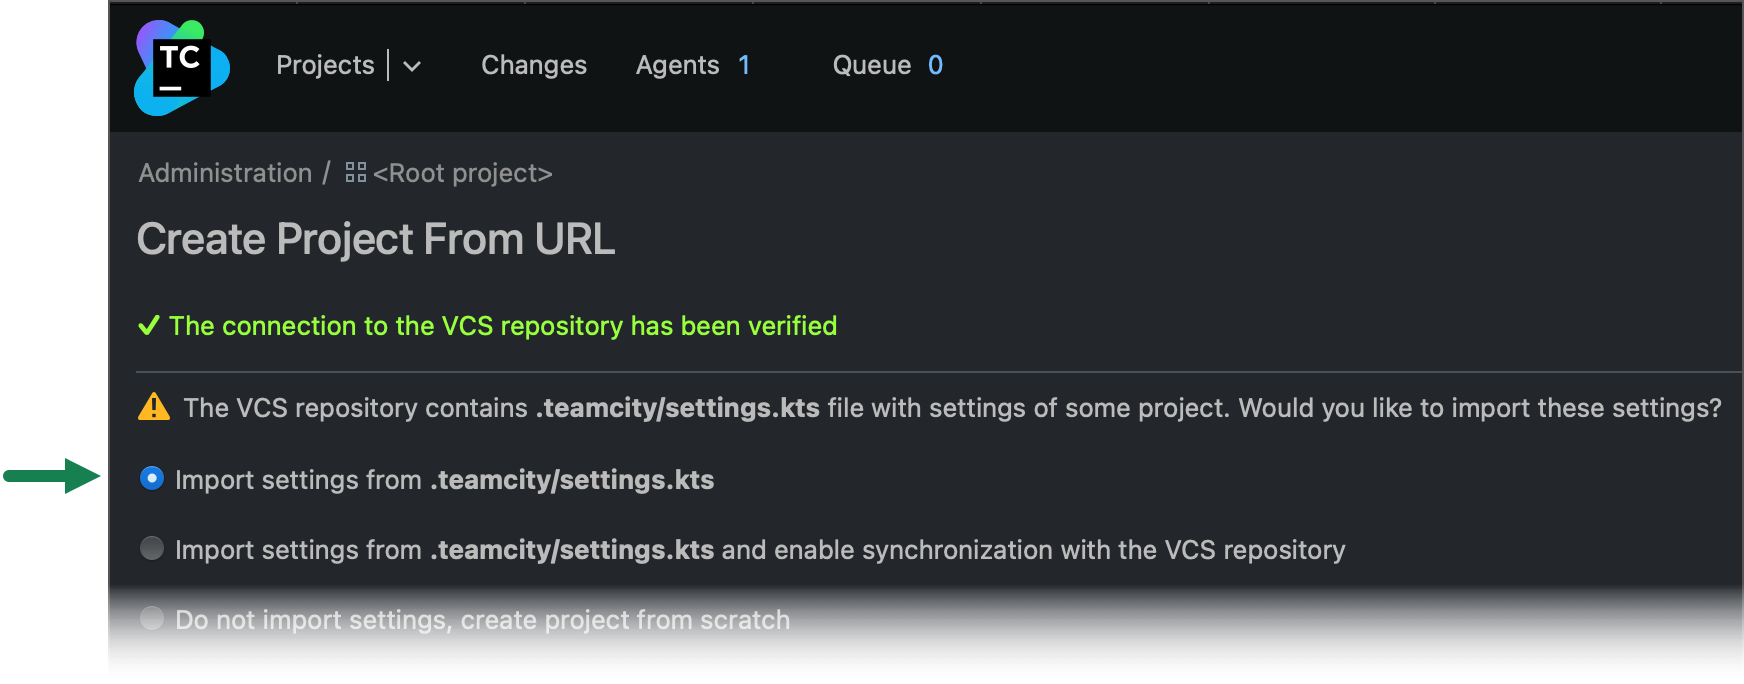 TC
Projects Changes Agents 1 Queue 0
Administration / <Root project>
Create Project From URL
The connection to the VCS repository has been verified
The VCS repository contains .teamcity/settings.kts file with settings of some project. Would you like to import these settings?
Import settings from .teamcity/settings.kts
Import settings from .teamcity/settings.kts and enable synchronization with the VCS repository
Do not import settings, create project from scratch